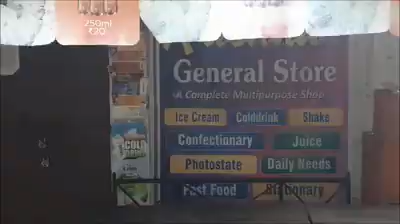 250ml
₹20
General Store
A Complete Multipurpose Shop
Ice Cream Colddrink Shake
Confectionary Juice
Photostate Daily Needs
Fast Food Stationary
COLD